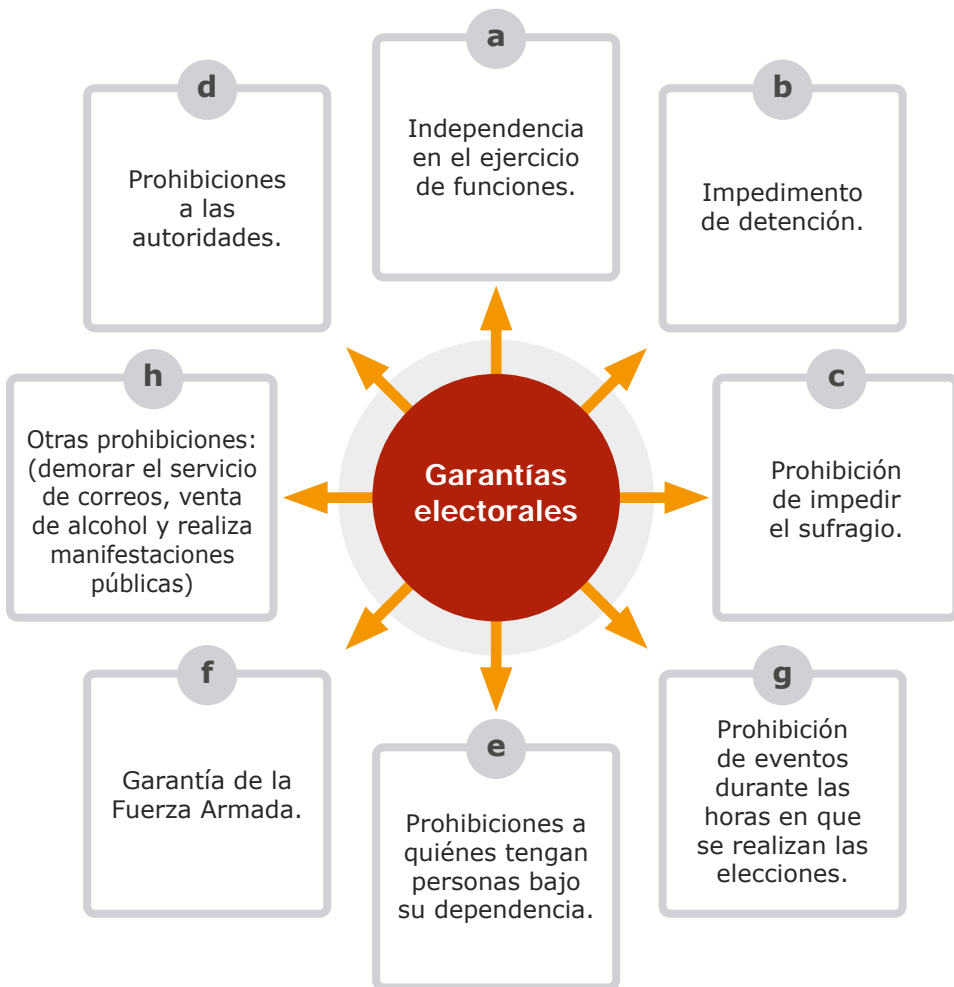 a
Independencia
en el ejercicio
de funciones.
b
Impedimento
de detención.
c
Prohibición
de impedir
el sufragio.
d
Prohibiciones
a las
autoridades.
h
Otras prohibiciones:
(demorar el servicio
de correos, venta
de alcohol y realiza
manifestaciones
públicas)
Garantías
electorales
f
Garantía de la
Fuerza Armada.
e
Prohibiciones a
quiénes tengan
personas bajo
su dependencia.
g
Prohibición
de eventos
durante las
horas en que
se realizan las
elecciones.